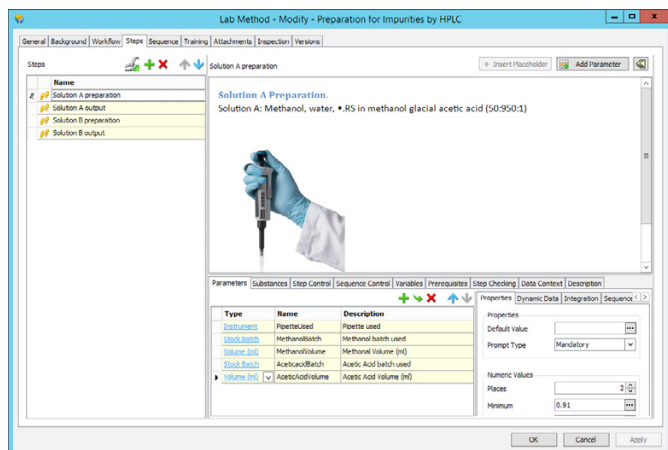 Lab Method - Modify - Preparation for Impurities by HPLC
General Background Workflow Steps Sequence Training Attachments Inspection Versions
Steps
Solution A preparation
+ Insert Placeholder
Add Parameter
Name
Solution A preparation
Solution A output
Solution B preparation
Solution B output
Solution A Preparation.
Solution A: Methanol, water, •.RS in methanol glacial acetic acid (50:950:1)
Parameters Substances Step Control Sequence Control Variables Prerequisites Step Checking Data Context Description
Properties Dynamic Data Integration Sequence
Type Name Description
Instrument PipetteUsed Pipette used
Stock Batch MethanolBatch Methanol batch used
Volume (ml) MethanolVolume Methonal Volume (ml)
Stock Batch AceticacidBatch Acetic Acid batch used
Volume (ml) AceticAcidVolume Acetic Acid Volume (ml)
Properties
Default Value
Prompt Type Mandatory
Numeric Values
Places 2
Minimum 0.91
OK Cancel Apply